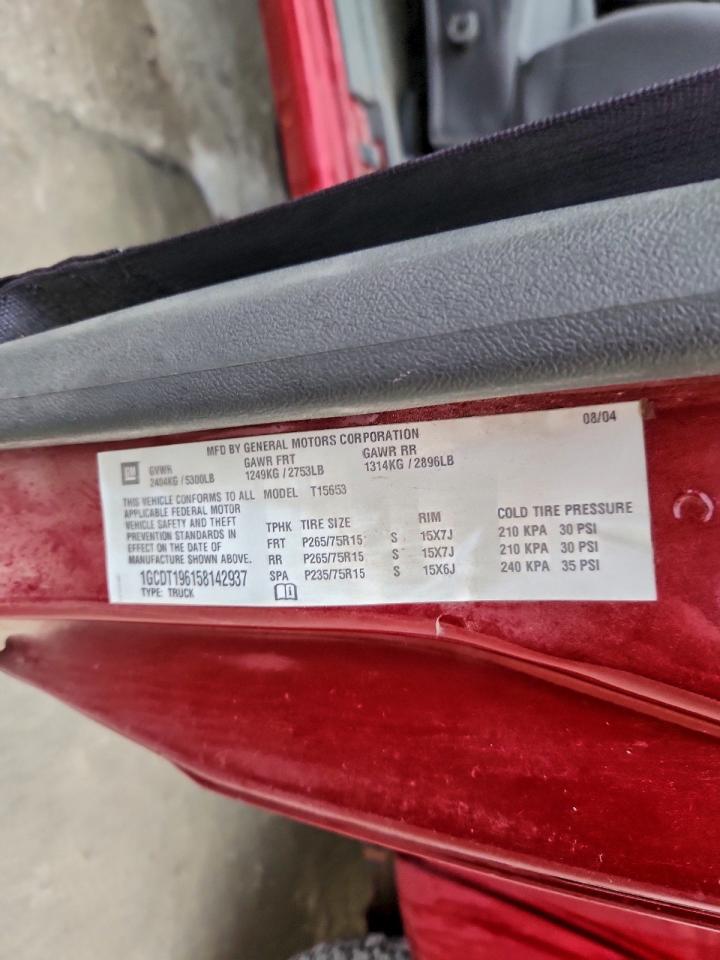 MFD BY GENERAL MOTORS CORPORATION 08/04
GM GVWR GAWR FRT GAWR RR
2404KG / 5300LB 1249KG / 2753LB 1314KG / 2896LB
THIS VEHICLE CONFORMS TO ALL
APPLICABLE FEDERAL MOTOR
VEHICLE SAFETY AND THEFT
PREVENTION STANDARDS IN
EFFECT ON THE DATE OF
MANUFACTURE SHOWN ABOVE.
1GCDT196158142937
TYPE: TRUCK
MODEL T15653
TPHK TIRE SIZE RIM COLD TIRE PRESSURE
FRT P265/75R15 S 15X7J 210 KPA 30 PSI
RR P265/75R15 S 15X7J 210 KPA 30 PSI
SPA P235/75R15 S 15X6J 240 KPA 35 PSI